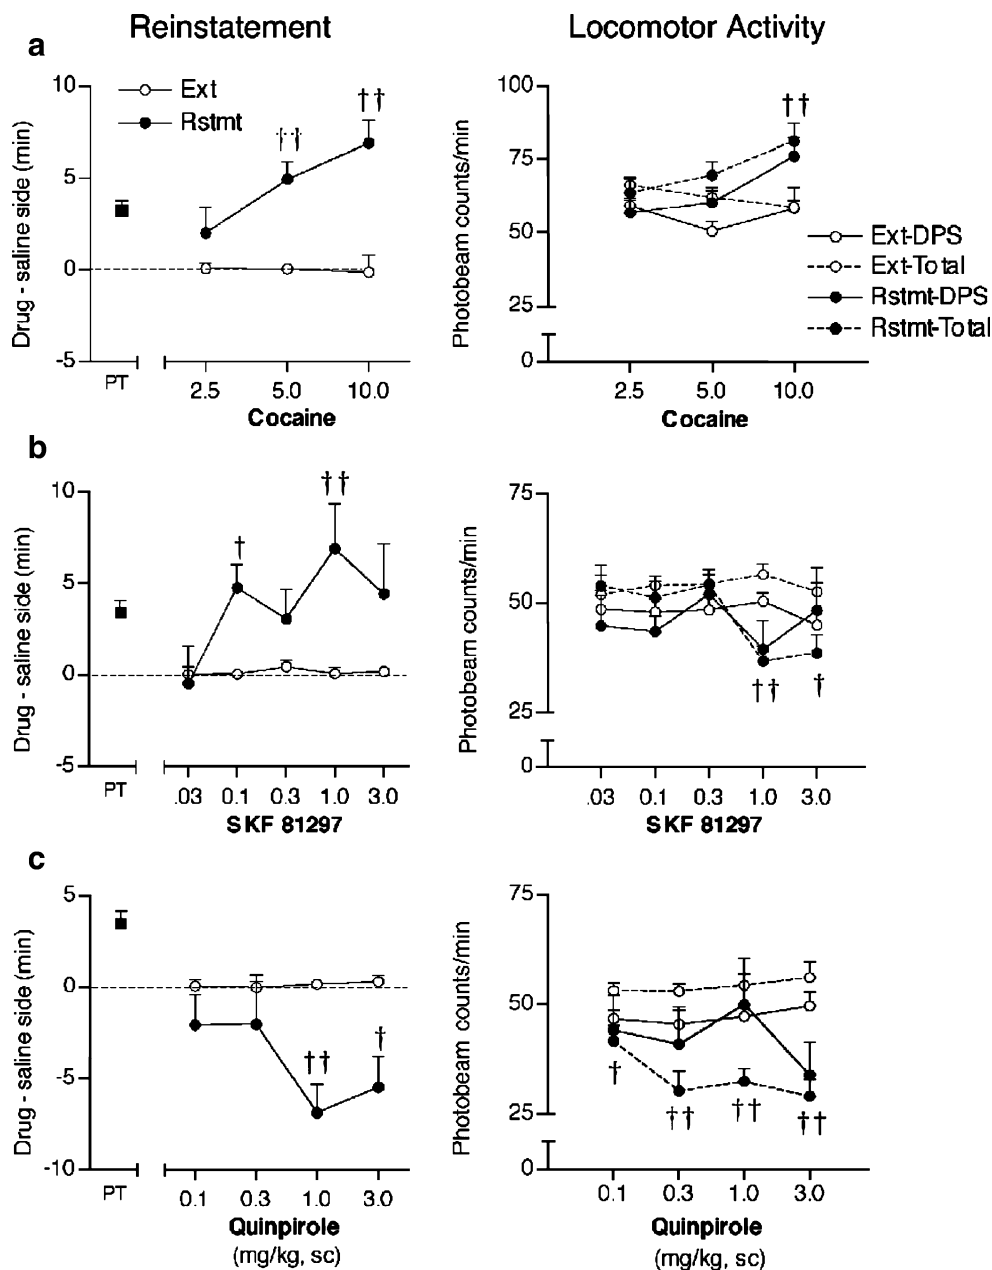 Reinstatement
Locomotor Activity
a
10
5
0
-5
Drug - saline side (min)
Ext
Rstmt
††
††
PT
2.5
5.0
10.0
Cocaine
100
75
50
25
0
Photobeam counts/min
††
Ext-DPS
Ext-Total
Rstmt-DPS
Rstmt-Total
2.5
5.0
10.0
Cocaine
b
10
5
0
-5
Drug - saline side (min)
†
††
PT
.03
0.1
0.3
1.0
3.0
SKF 81297
75
50
25
0
Photobeam counts/min
††
†
.03
0.1
0.3
1.0
3.0
SKF 81297
c
5
0
-5
-10
Drug - saline side (min)
††
†
PT
0.1
0.3
1.0
3.0
Quinpirole
(mg/kg, sc)
75
50
25
0
Photobeam counts/min
†
††
††
††
0.1
0.3
1.0
3.0
Quinpirole
(mg/kg, sc)